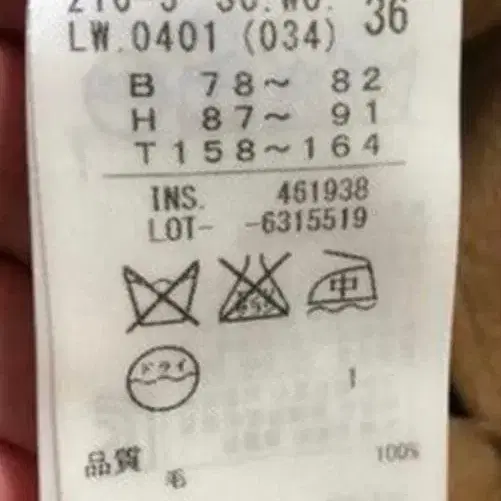 36
LW.0401 (034)
B 78～ 82
H 87～ 91
T158～164
INS. 461938
LOT- -6315519
中
ドライ
1
品質 100%
毛